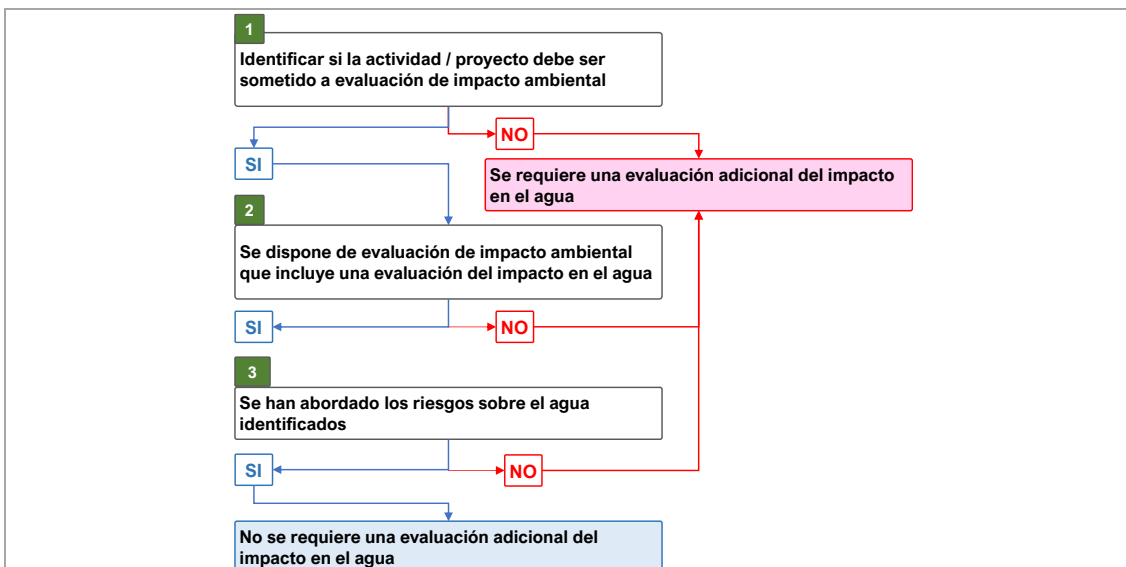 1
Identificar si la actividad / proyecto debe ser
sometido a evaluación de impacto ambiental
NO
SI
Se requiere una evaluación adicional del impacto
en el agua
2
Se dispone de evaluación de impacto ambiental
que incluye una evaluación del impacto en el agua
SI
NO
3
Se han abordado los riesgos sobre el agua
identificados
SI
NO
No se requiere una evaluación adicional del
impacto en el agua